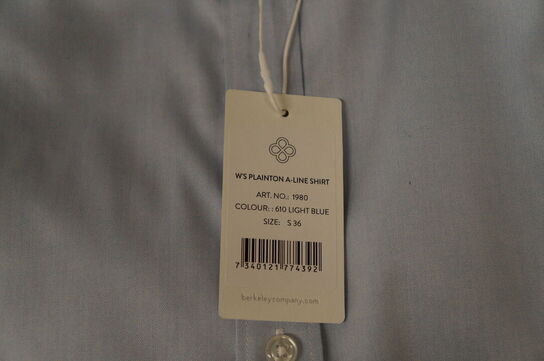 W'S PLAINTON A-LINE SHIRT
ART. NO.: 1980
COLOUR: : 610 LIGHT BLUE
SIZE: S 36
7 340121 774392
berkeleycompany.com